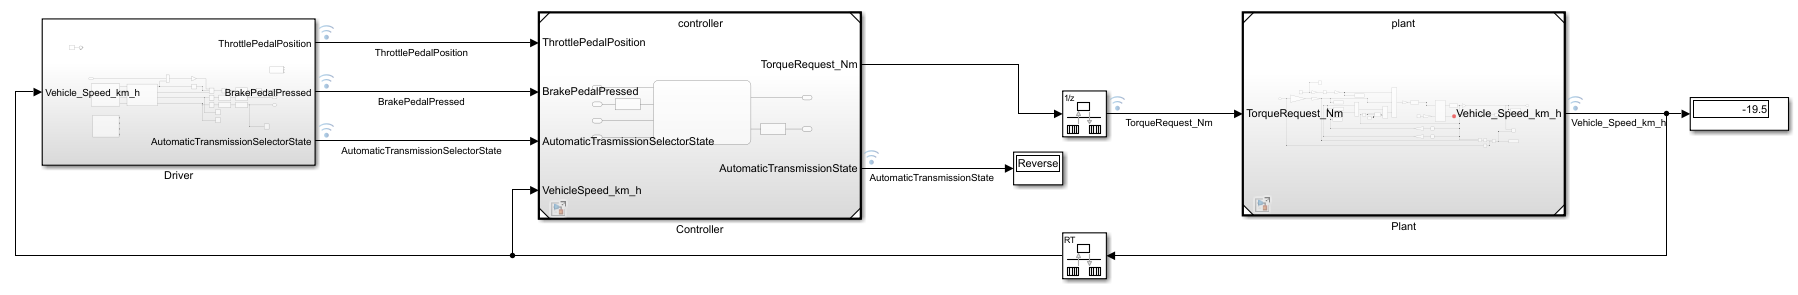 controller
plant
ThrottlePedalPosition
ThrottlePedalPosition
ThrottlePedalPosition
TorqueRequest_Nm
Vehicle_Speed_km_h
BrakePedalPressed
BrakePedalPressed
BrakePedalPressed
1/z
TorqueRequest_Nm
TorqueRequest_Nm
Vehicle_Speed_km_h
Vehicle_Speed_km_h
-19.5
AutomaticTransmissionSelectorState
AutomaticTransmissionSelectorState
AutomaticTrasmissionSelectorState
AutomaticTransmissionState
AutomaticTransmissionState
Reverse
Driver
VehicleSpeed_km_h
Controller
Plant
RT